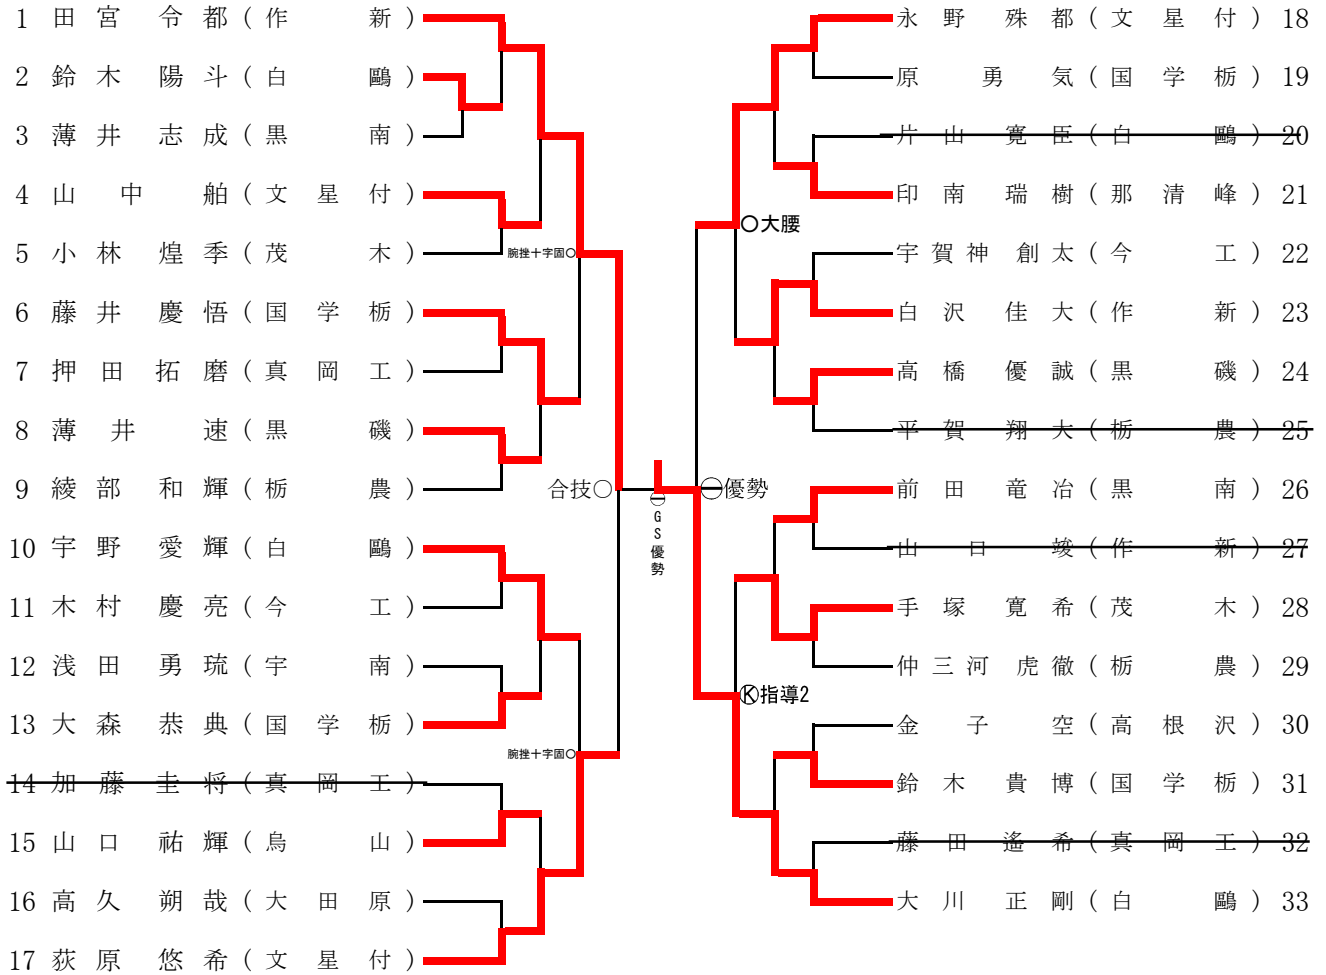 1 田宮 令都 (作新)
2 鈴木 陽斗 (白鷗)
3 薄井 志成 (黒南)
4 山中 舶 (文星付)
5 小林 煌季 (茂木)
6 藤井 慶悟 (国学栃)
7 押田 拓磨 (真岡工)
8 薄井 速 (黒磯)
9 綾部 和輝 (栃農)
10 宇野 愛輝 (白鷗)
11 木村 慶亮 (今工)
12 浅田 勇琉 (宇南)
13 大森 恭典 (国学栃)
14 加藤 圭将 (真岡工)
15 山口 祐輝 (烏山)
16 高久 朔哉 (大田原)
17 荻原 悠希 (文星付)
腕挫十字固○
合技○
腕挫十字固○
㊀GS優勢
○大腰
㊀優勢
Ⓚ指導2
永野 殊都 (文星付) 18
原 勇気 (国学栃) 19
片山 寛臣 (白鷗) 20
印南 瑞樹 (那清峰) 21
宇賀神 創太 (今工) 22
白沢 佳大 (作新) 23
高橋 優誠 (黒磯) 24
平賀 翔大 (栃農) 25
前田 竜冶 (黒南) 26
山口 竣 (作新) 27
手塚 寛希 (茂木) 28
仲三河 虎徹 (栃農) 29
金子 空 (高根沢) 30
鈴木 貴博 (国学栃) 31
藤田 遙希 (真岡工) 32
大川 正剛 (白鷗) 33